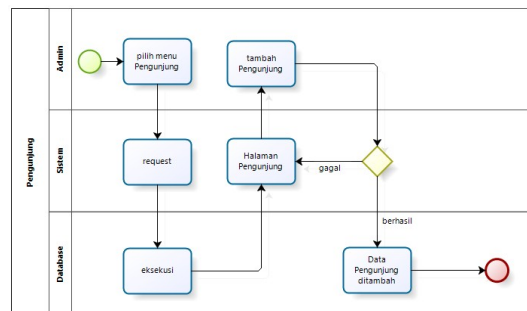 Pengunjung
Admin
pilih menu
Pengunjung
tambah
Pengunjung
Sistem
request
Halaman
Pengunjung
gagal
berhasil
Database
eksekusi
Data
Pengunjung
ditambah